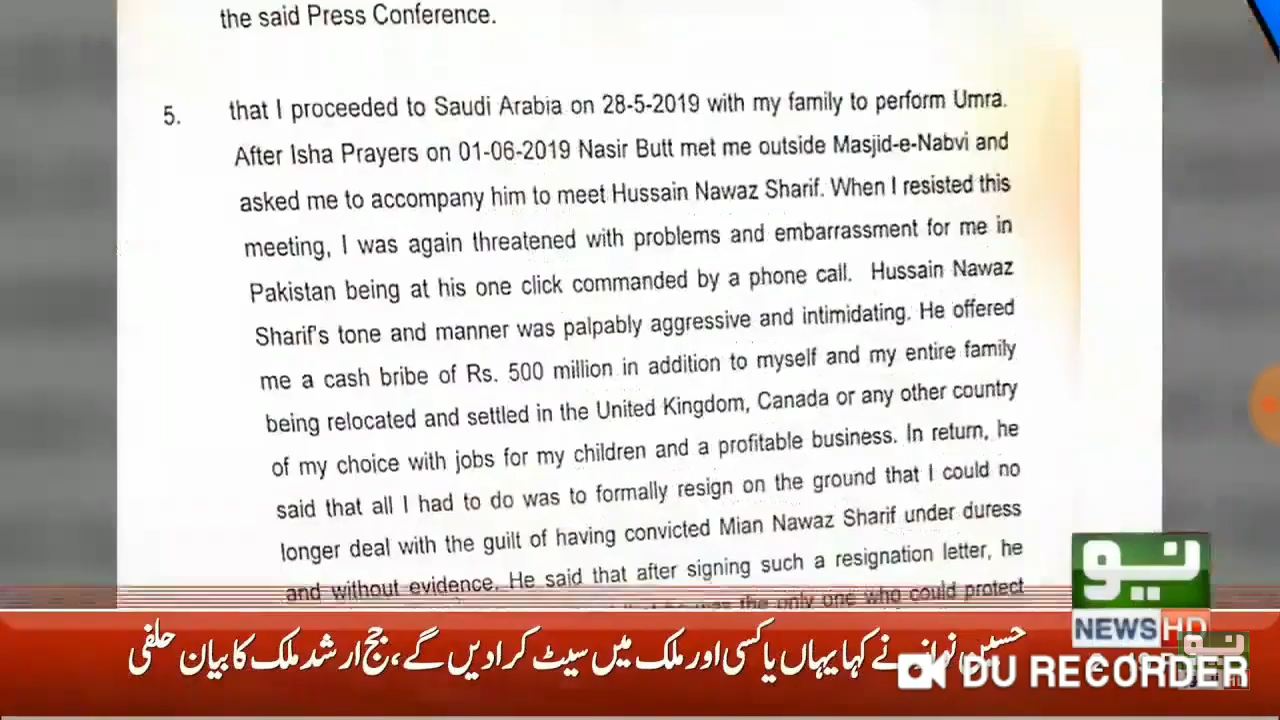 the said Press Conference.
5. that I proceeded to Saudi Arabia on 28-5-2019 with my family to perform Umra.
After Isha Prayers on 01-06-2019 Nasir Butt met me outside Masjid-e-Nabvi and
asked me to accompany him to meet Hussain Nawaz Sharif. When I resisted this
meeting, I was again threatened with problems and embarrassment for me in
Pakistan being at his one click commanded by a phone call. Hussain Nawaz
Sharif's tone and manner was palpably aggressive and intimidating. He offered
me a cash bribe of Rs. 500 million in addition to myself and my entire family
being relocated and settled in the United Kingdom, Canada or any other country
of my choice with jobs for my children and a profitable business. In return, he
said that all I had to do was to formally resign on the ground that I could no
longer deal with the guilt of having convicted Mian Nawaz Sharif under duress
and without evidence. He said that after signing such a resignation letter, he
the only one who could protect
نیو
NEWS HD
حسین نواز نے کہا یہاں یا کسی اور ملک میں سیٹ کرا دیں گے، جج ارشد ملک کا بیان حلفی
نیو
DU RECORDER